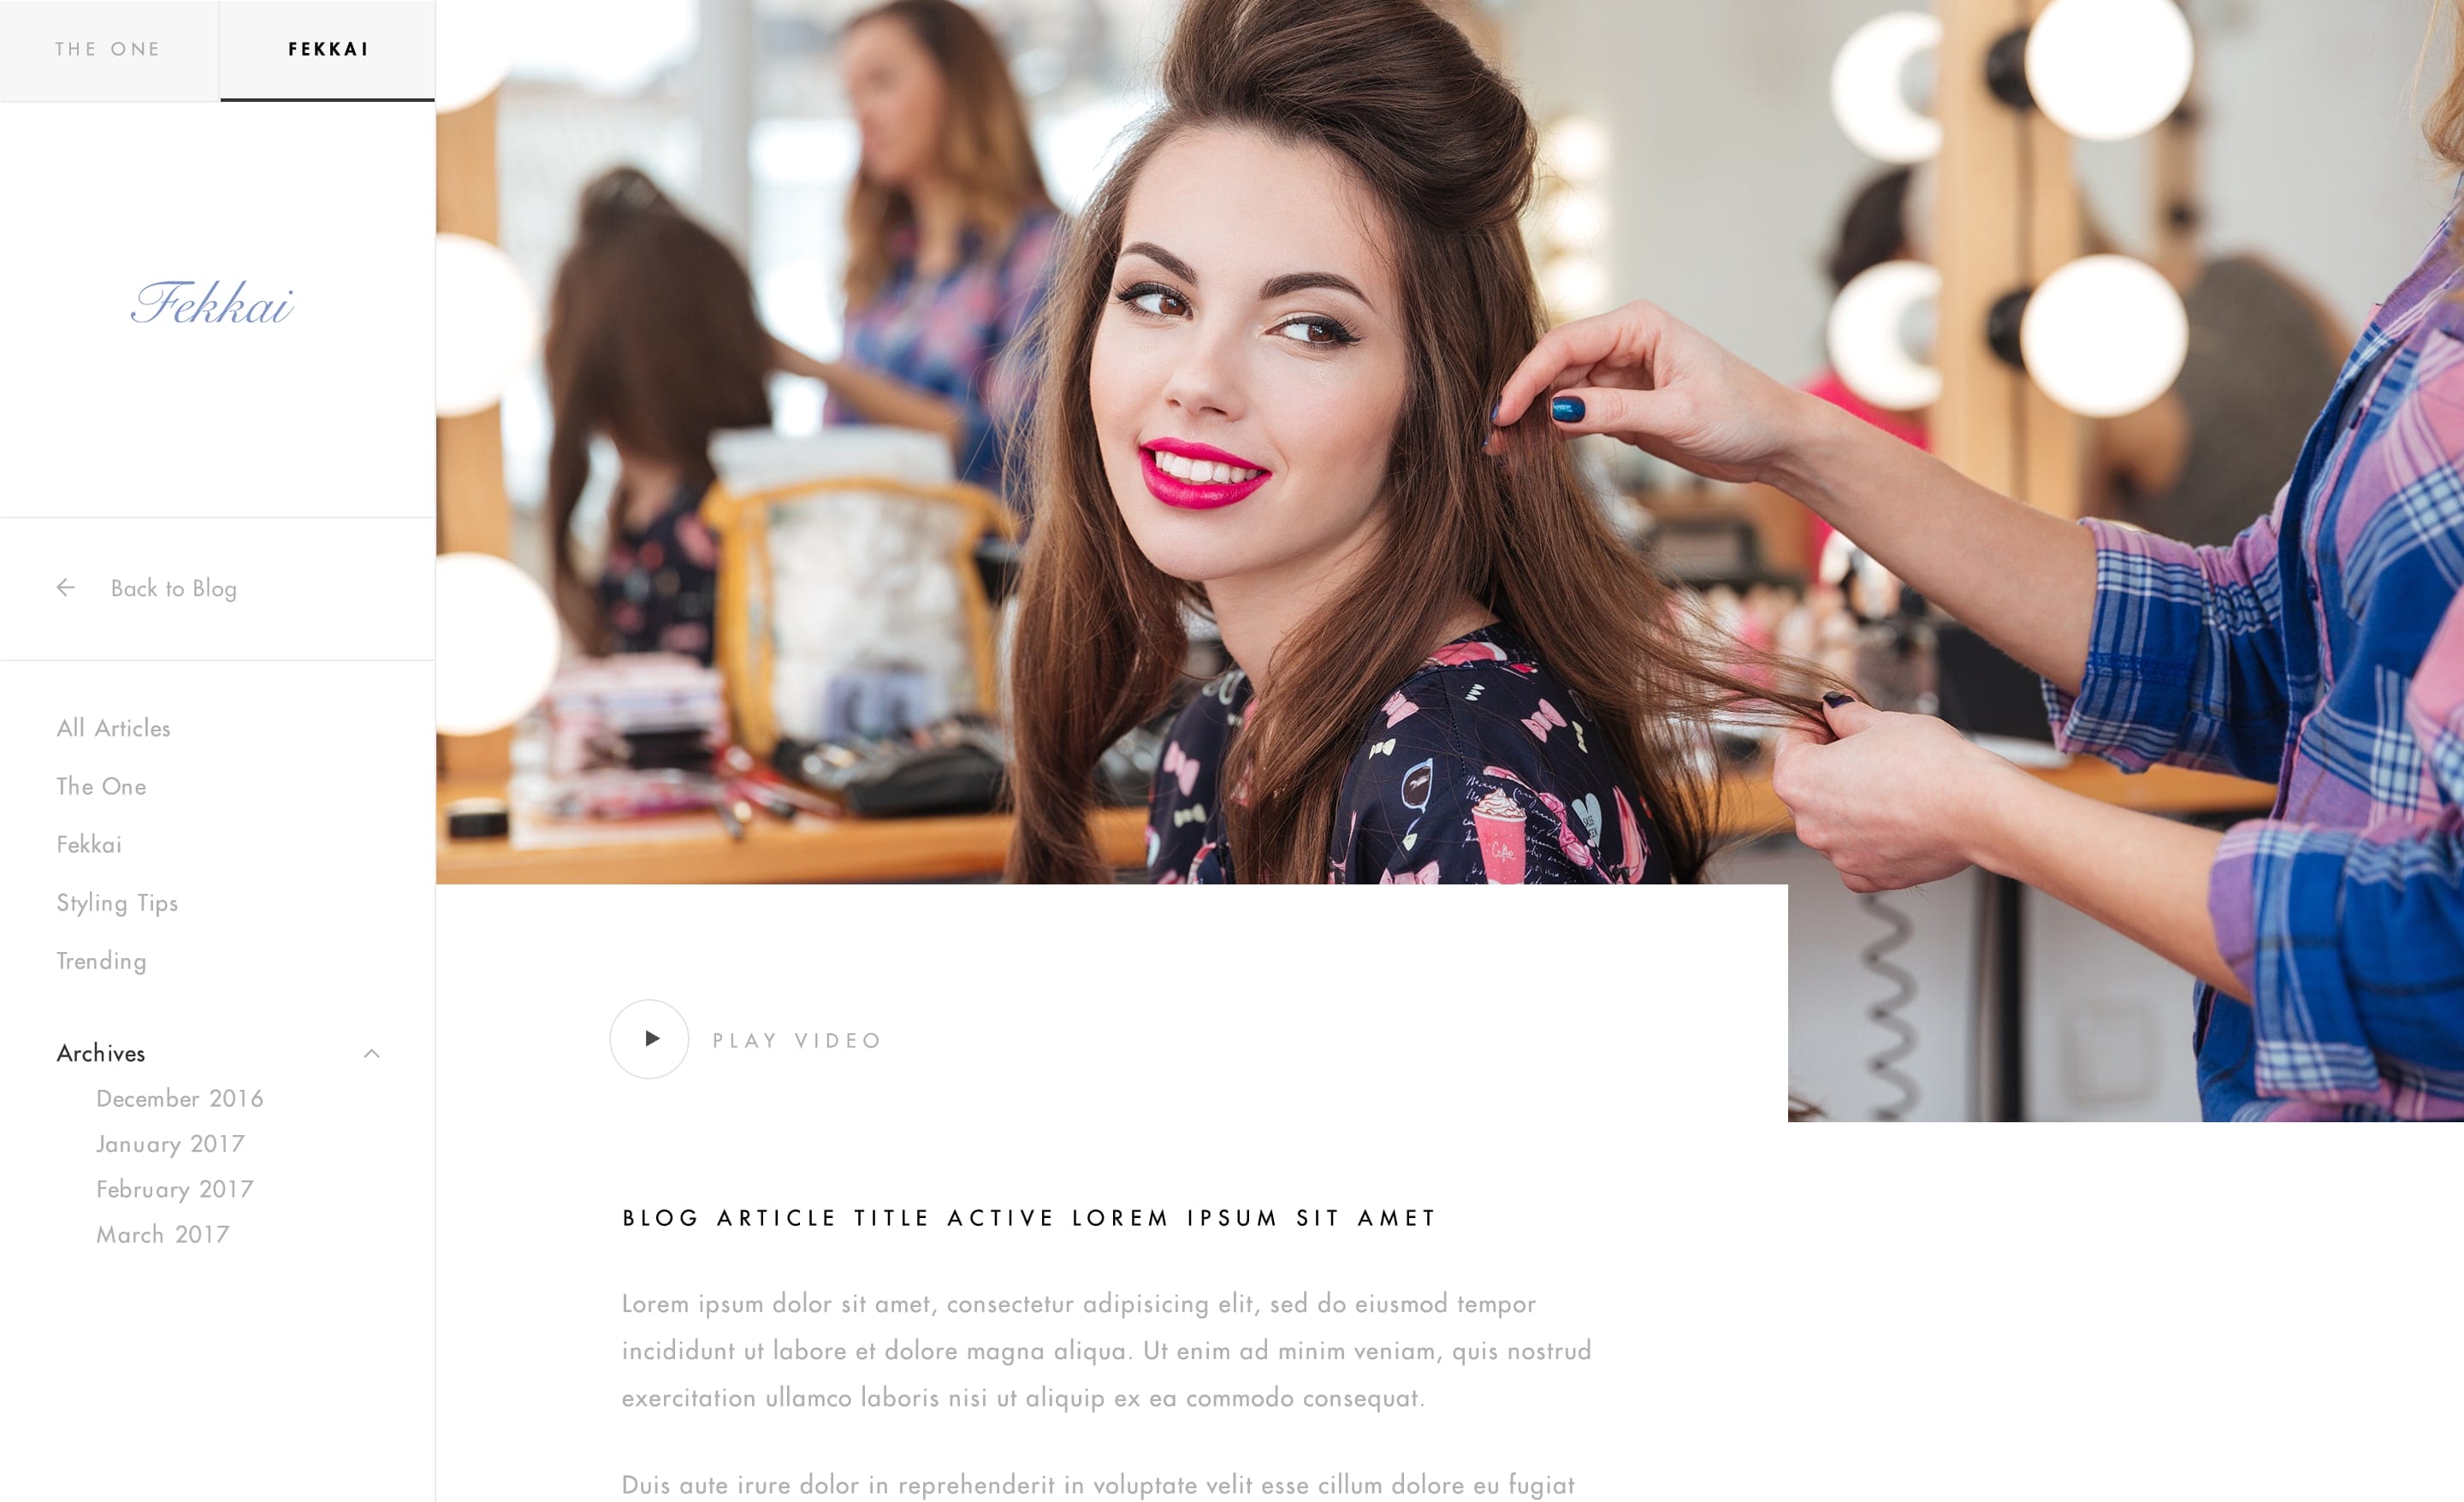 THE ONE
FEKKAI
Fekkai
Back to Blog
All Articles
The One
Fekkai
Styling Tips
Trending
Archives
December 2016
January 2017
February 2017
March 2017
PLAY VIDEO
BLOG ARTICLE TITLE ACTIVE LOREM IPSUM SIT AMET
Lorem ipsum dolor sit amet, consectetur adipisicing elit, sed do eiusmod tempor
incididunt ut labore et dolore magna aliqua. Ut enim ad minim veniam, quis nostrud
exercitation ullamco laboris nisi ut aliquip ex ea commodo consequat.
Duis aute irure dolor in reprehenderit in voluptate velit esse cillum dolore eu fugiat